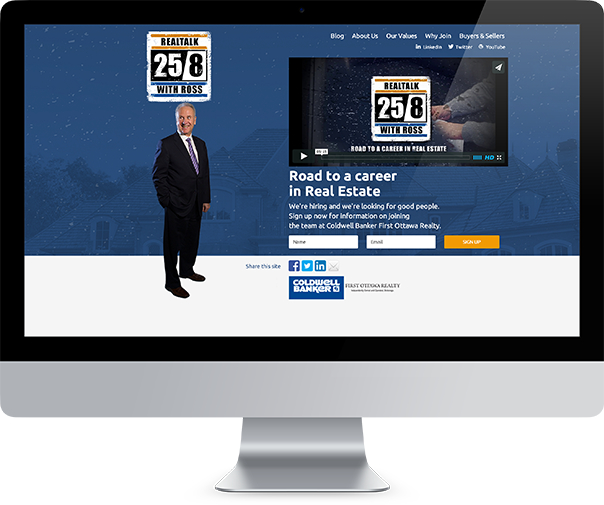 REALTALK
25/8
WITH ROSS
Blog About Us Our Values Why Join Buyers & Sellers
LinkedIn Twitter YouTube
REALTALK
25/8
WITH ROSS
ROAD TO A CAREER IN REAL ESTATE
HD
Road to a career
in Real Estate
We're hiring and we're looking for good people.
Sign up now for information on joining
the team at Coldwell Banker First Ottawa Realty.
Name Email SIGN UP
Share this site
COLDWELL
BANKER
FIRST OTTAWA REALTY